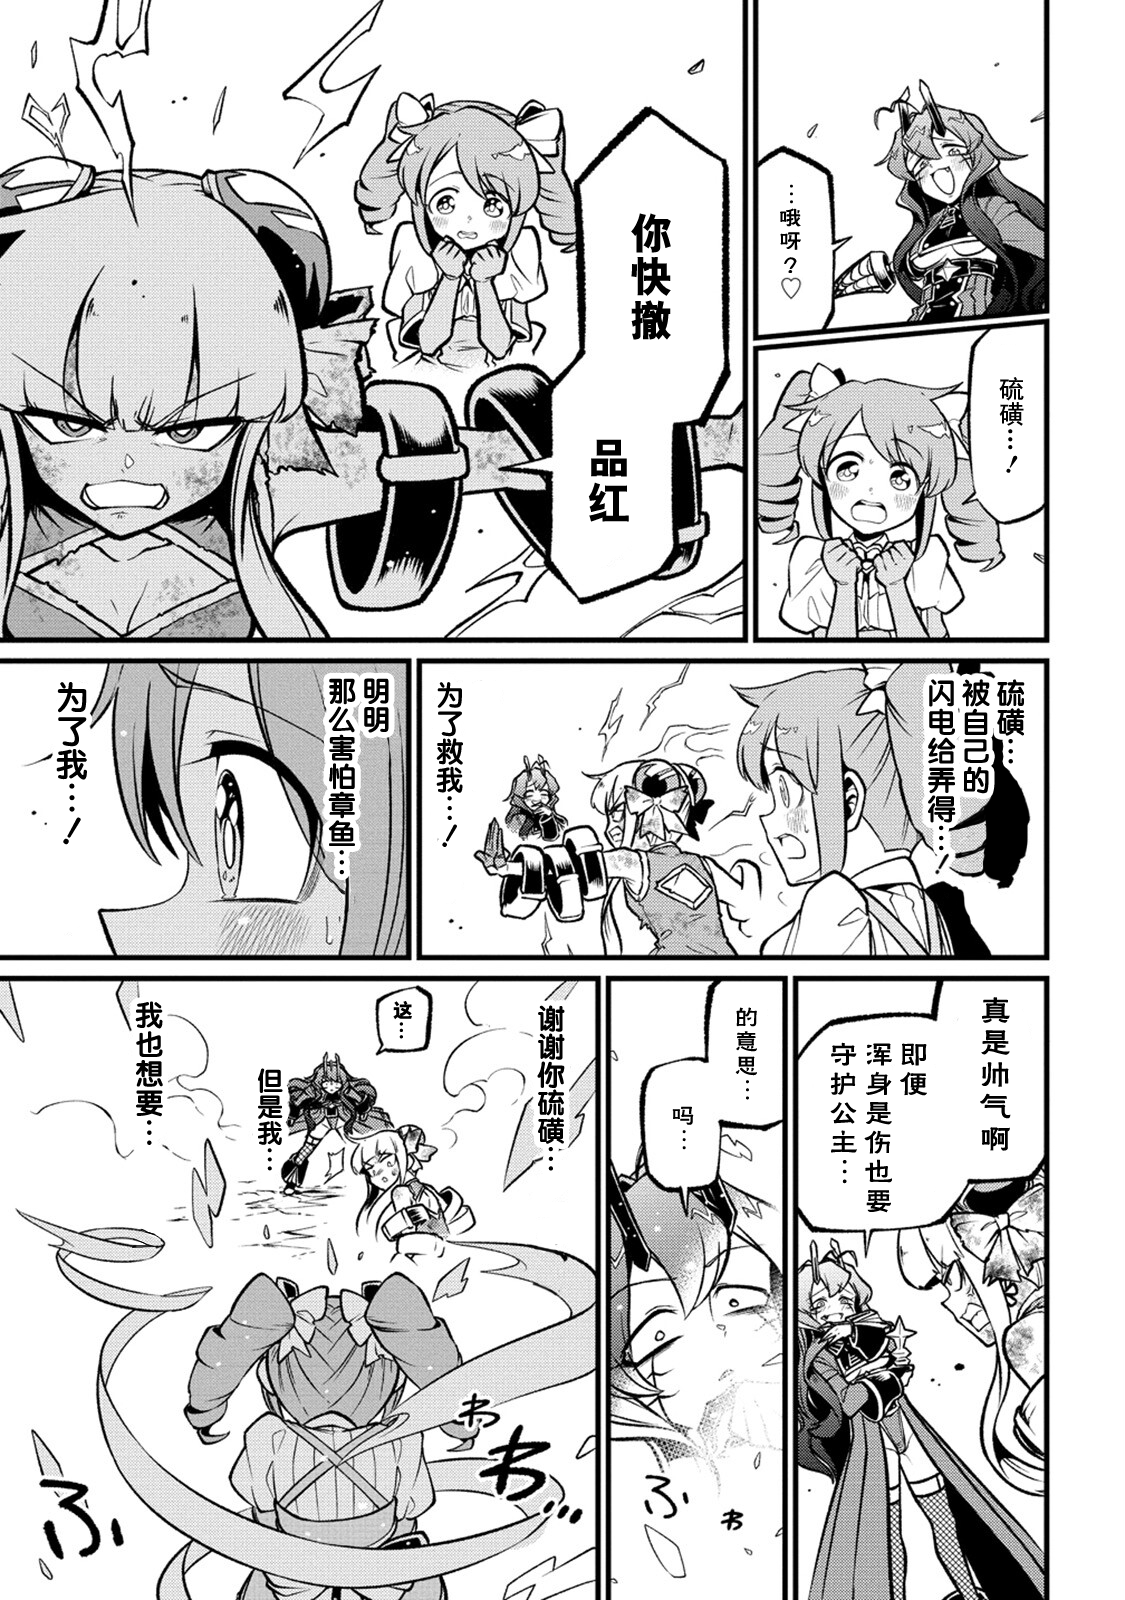 …哦呀？♡
硫磺…！
你快撤
品红
硫磺…
被自己的
闪电给弄得…！
为了救我…！
明明
那么害怕章鱼…
为了我…！
真是帅气啊
即便
浑身是伤也要
守护公主…
的意思…
吗…
ふ
わ
谢谢你硫磺…
这…
但是我…
我也想要…
ふ
わ
わ…